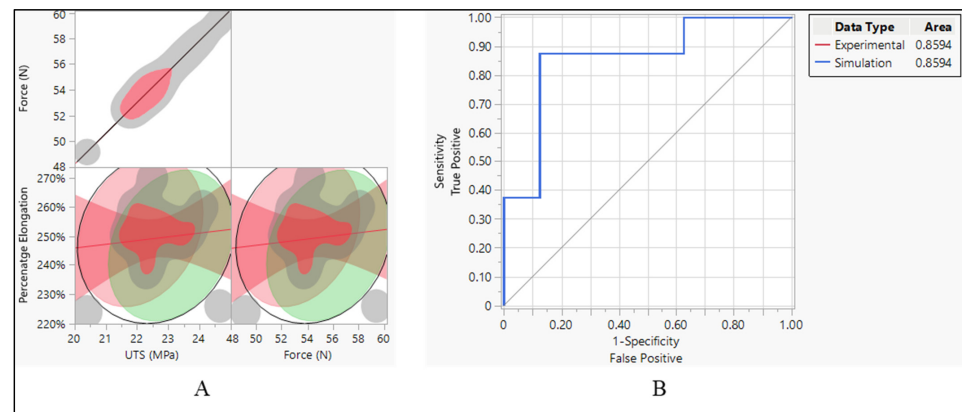 60
58
56
54
52
50
48
Force (N)
270%
260%
250%
240%
230%
220%
Percenatge Elongation
20 21 22 23 24 48 50 52 54 56 58 60
UTS (MPa) Force (N)
A
1.00
0.90
0.80
0.70
0.60
0.50
0.40
0.30
0.20
0.10
0
Sensitivity
True Positive
0 0.20 0.40 0.60 0.80 1.00
1-Specificity
False Positive
B
Data Type Area
Experimental 0.8594
Simulation 0.8594